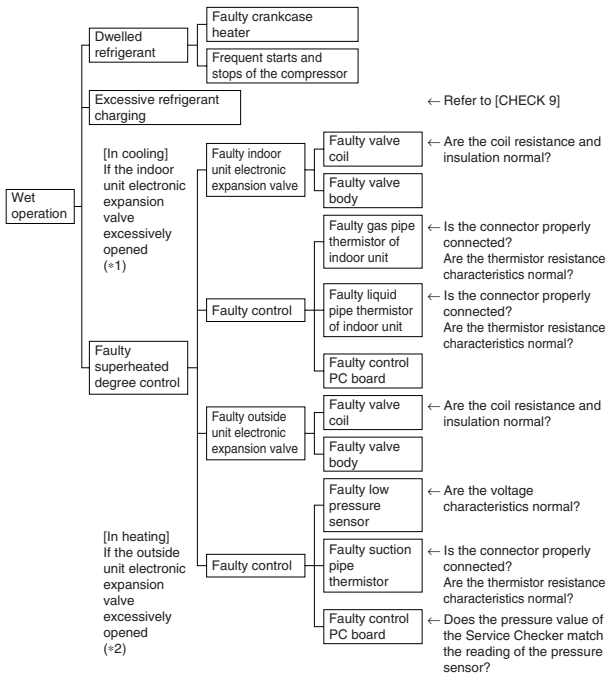 Wet
operation
Dwelled
refrigerant
Faulty crankcase
heater
Frequent starts and
stops of the compressor
Excessive refrigerant
charging
← Refer to [CHECK 9]
[In cooling]
If the indoor
unit electronic
expansion
valve
excessively
opened
(*1)
Faulty
superheated
degree control
[In heating]
If the outside
unit electronic
expansion
valve
excessively
opened
(*2)
Faulty indoor
unit electronic
expansion valve
Faulty valve
coil
← Are the coil resistance and
insulation normal?
Faulty valve
body
Faulty control
Faulty gas pipe
thermistor of
indoor unit
← Is the connector properly
connected?
Are the thermistor resistance
characteristics normal?
Faulty liquid
pipe thermistor
of indoor unit
← Is the connector properly
connected?
Are the thermistor resistance
characteristics normal?
Faulty control
PC board
Faulty outside
unit electronic
expansion valve
Faulty valve
coil
← Are the coil resistance and
insulation normal?
Faulty valve
body
Faulty control
Faulty low
pressure
sensor
← Are the voltage
characteristics normal?
Faulty suction
pipe
thermistor
← Is the connector properly
connected?
Are the thermistor resistance
characteristics normal?
Faulty control
PC board
← Does the pressure value of
the Service Checker match
the reading of the pressure
sensor?